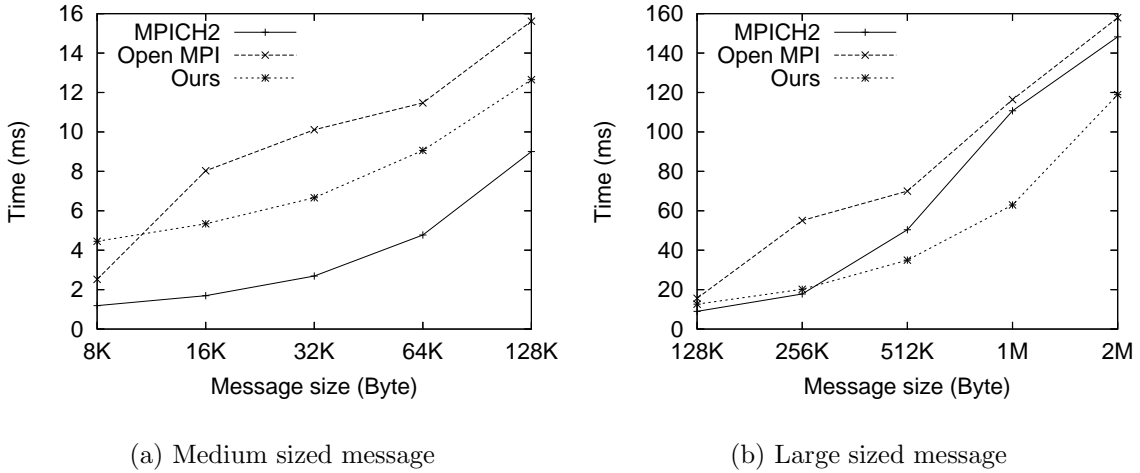 16
14
12
10
8
6
4
2
0
Time (ms)
MPICH2
Open MPI
Ours
8K 16K 32K 64K 128K
Message size (Byte)
(a) Medium sized message
160
140
120
100
80
60
40
20
0
Time (ms)
MPICH2
Open MPI
Ours
128K 256K 512K 1M 2M
Message size (Byte)
(b) Large sized message